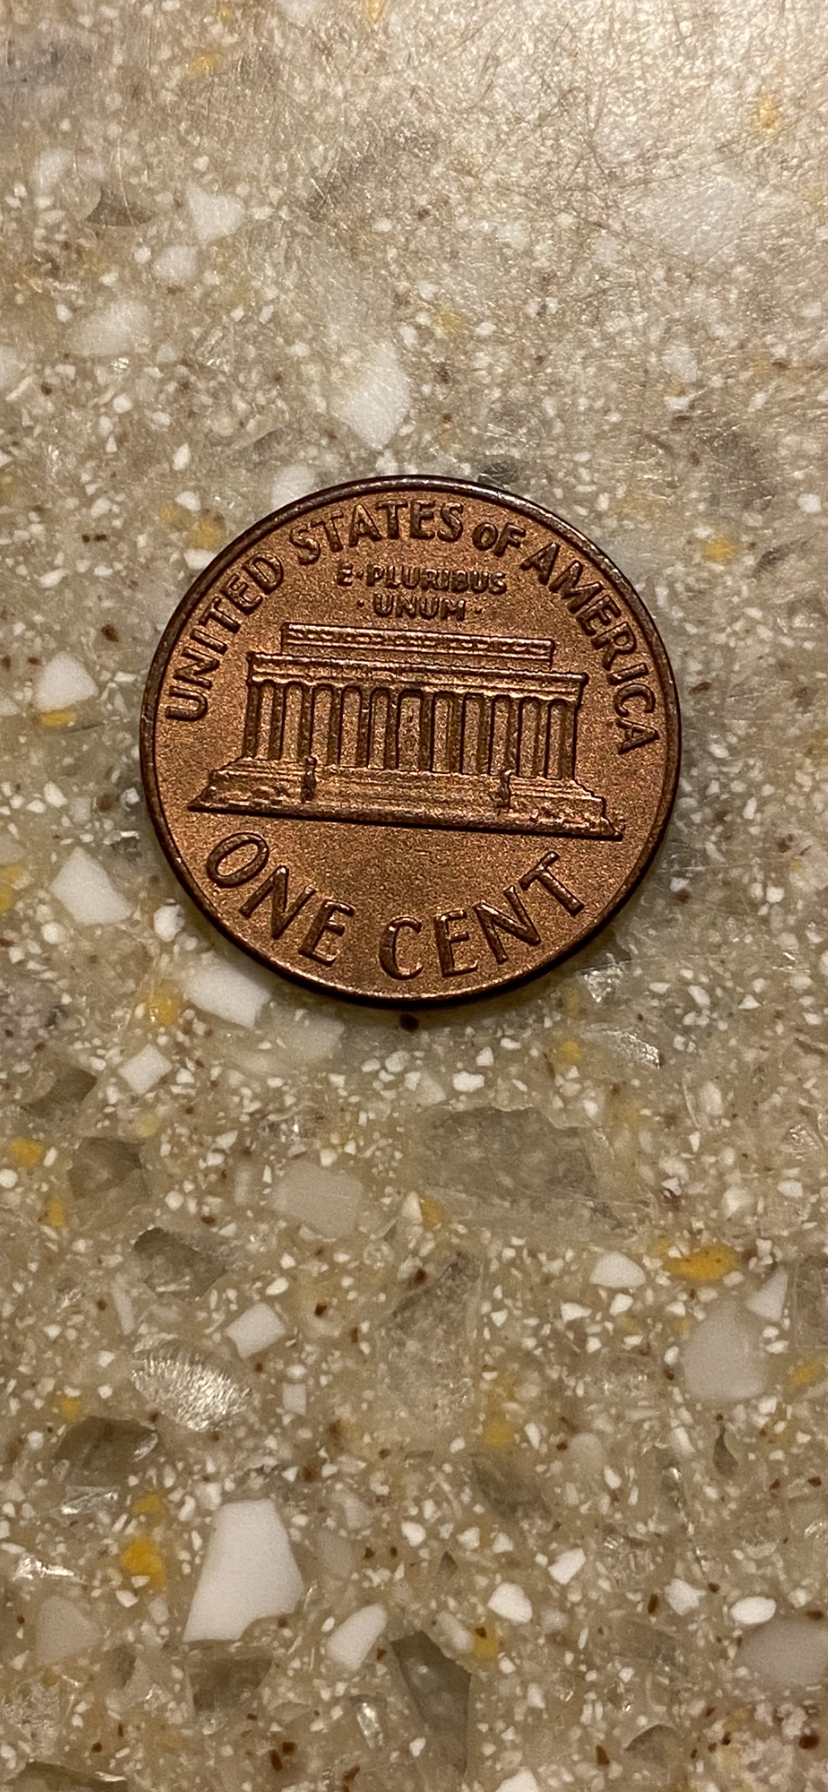 UNITED STATES OF AMERICA
E·PLURIBUS
·UNUM·
ONE CENT